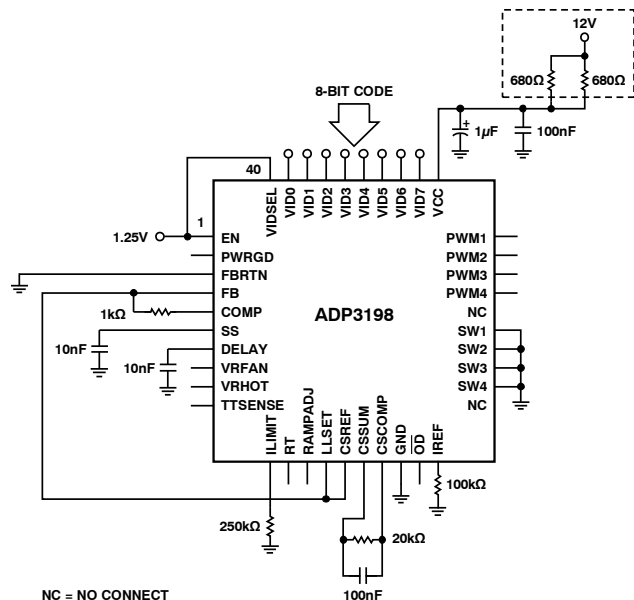 12V
680Ω 680Ω
8-BIT CODE
1µF 100nF
+
40
VIDSEL
VID0
VID1
VID2
VID3
VID4
VID5
VID6
VID7
VCC
1
1.25V
EN
PWRGD
FBRTN
FB
COMP
SS
DELAY
VRFAN
VRHOT
TTSENSE
1kΩ
10nF
10nF
ADP3198
PWM1
PWM2
PWM3
PWM4
NC
SW1
SW2
SW3
SW4
NC
ILIMIT
RT
RAMPADJ
LLSET
CSREF
CSSUM
CSCOMP
GND
OD
IREF
250kΩ
20kΩ
100kΩ
100nF
NC = NO CONNECT